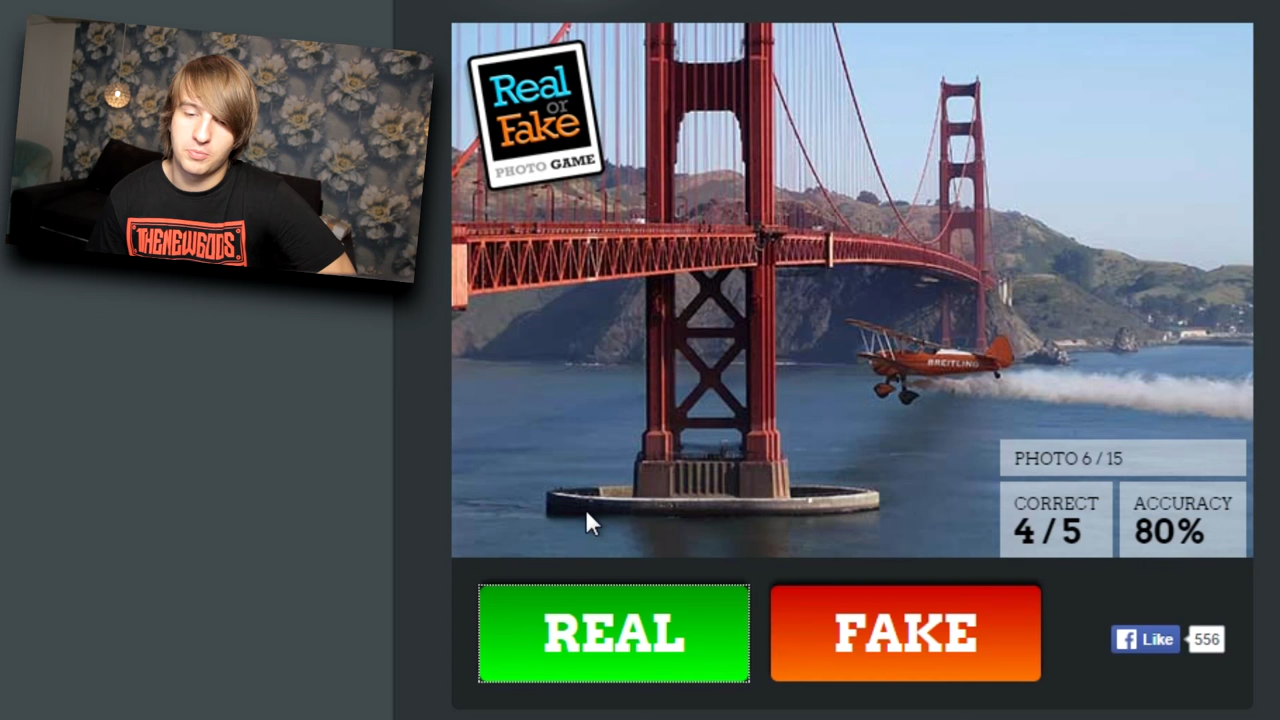 THENEWGODS
Real
or
Fake
PHOTO GAME
BREITLING
PHOTO 6 / 15
CORRECT
4 / 5
ACCURACY
80%
REAL
FAKE
Like
556